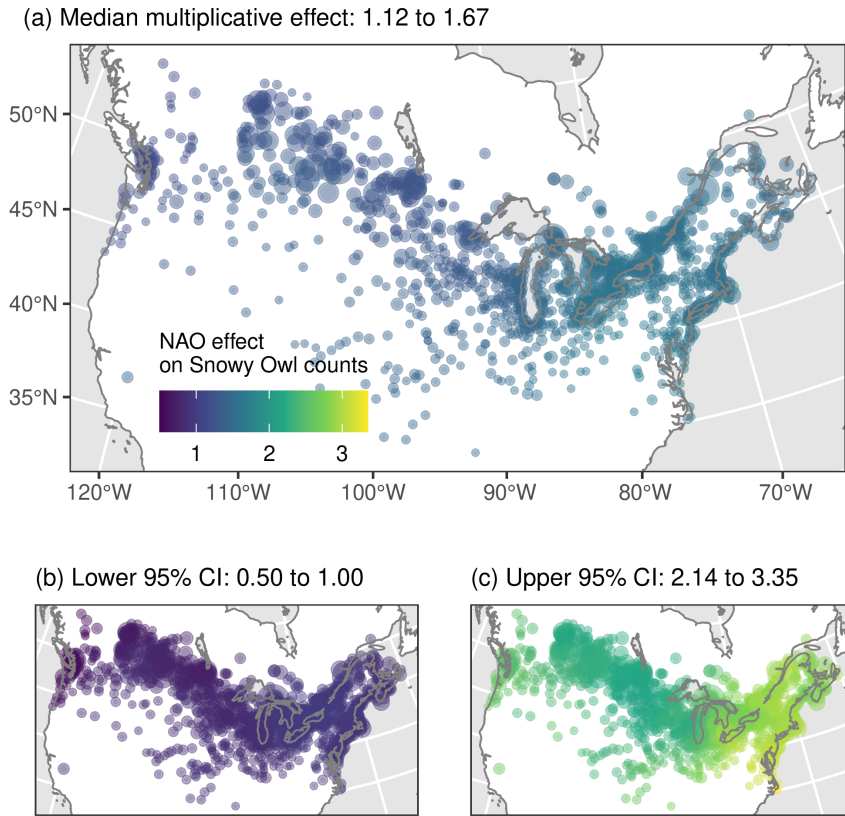 (a) Median multiplicative effect: 1.12 to 1.67
50°N
45°N
40°N
35°N
NAO effect
on Snowy Owl counts
1 2 3
120°W 110°W 100°W 90°W 80°W 70°W
(b) Lower 95% CI: 0.50 to 1.00
(c) Upper 95% CI: 2.14 to 3.35